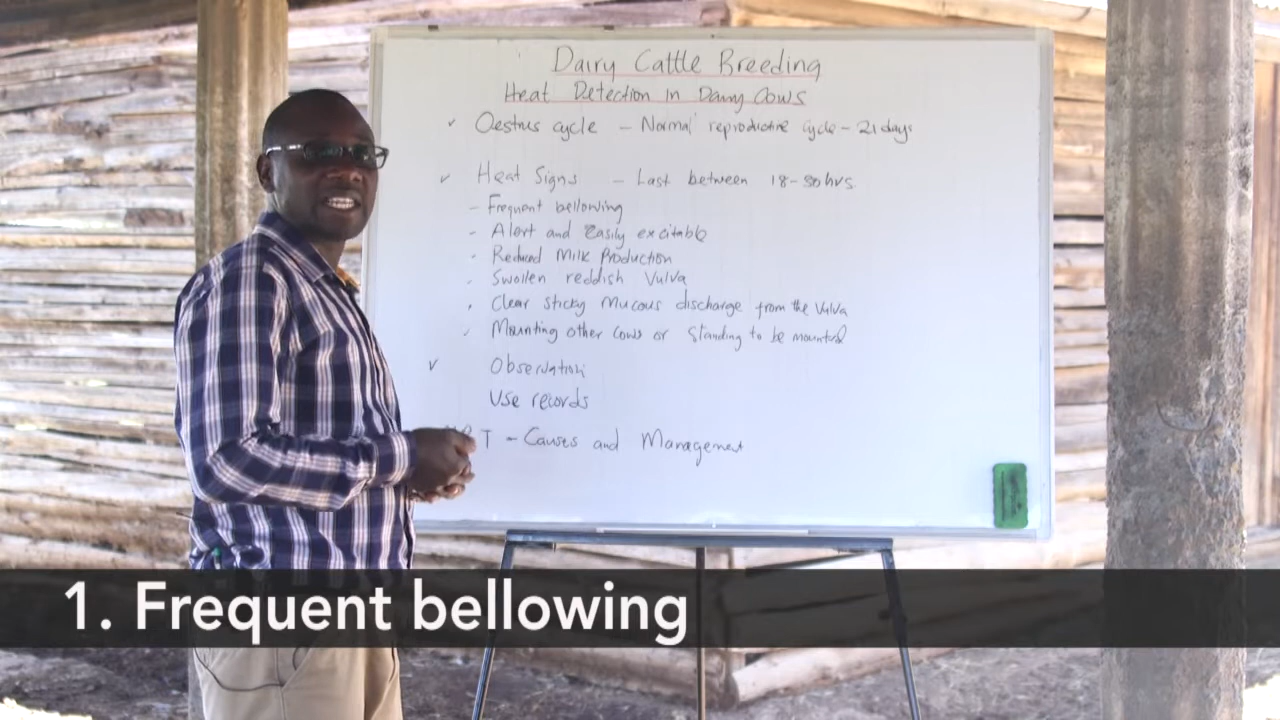 Dairy Cattle Breeding
Heat Detection in Dairy Cows
✓ Oestrus cycle - Normal reproductive cycle - 21 days
✓ Heat Signs - Last between 18-30hrs
- Frequent bellowing
- Alert and Easily excitable
- Reduced Milk Production
- Swollen reddish Vulva
- Clear sticky Mucous discharge from the Vulva
- Mounting other cows or Standing to be mounted
✓ Observation
Use records
T - Causes and Management
1. Frequent bellowing